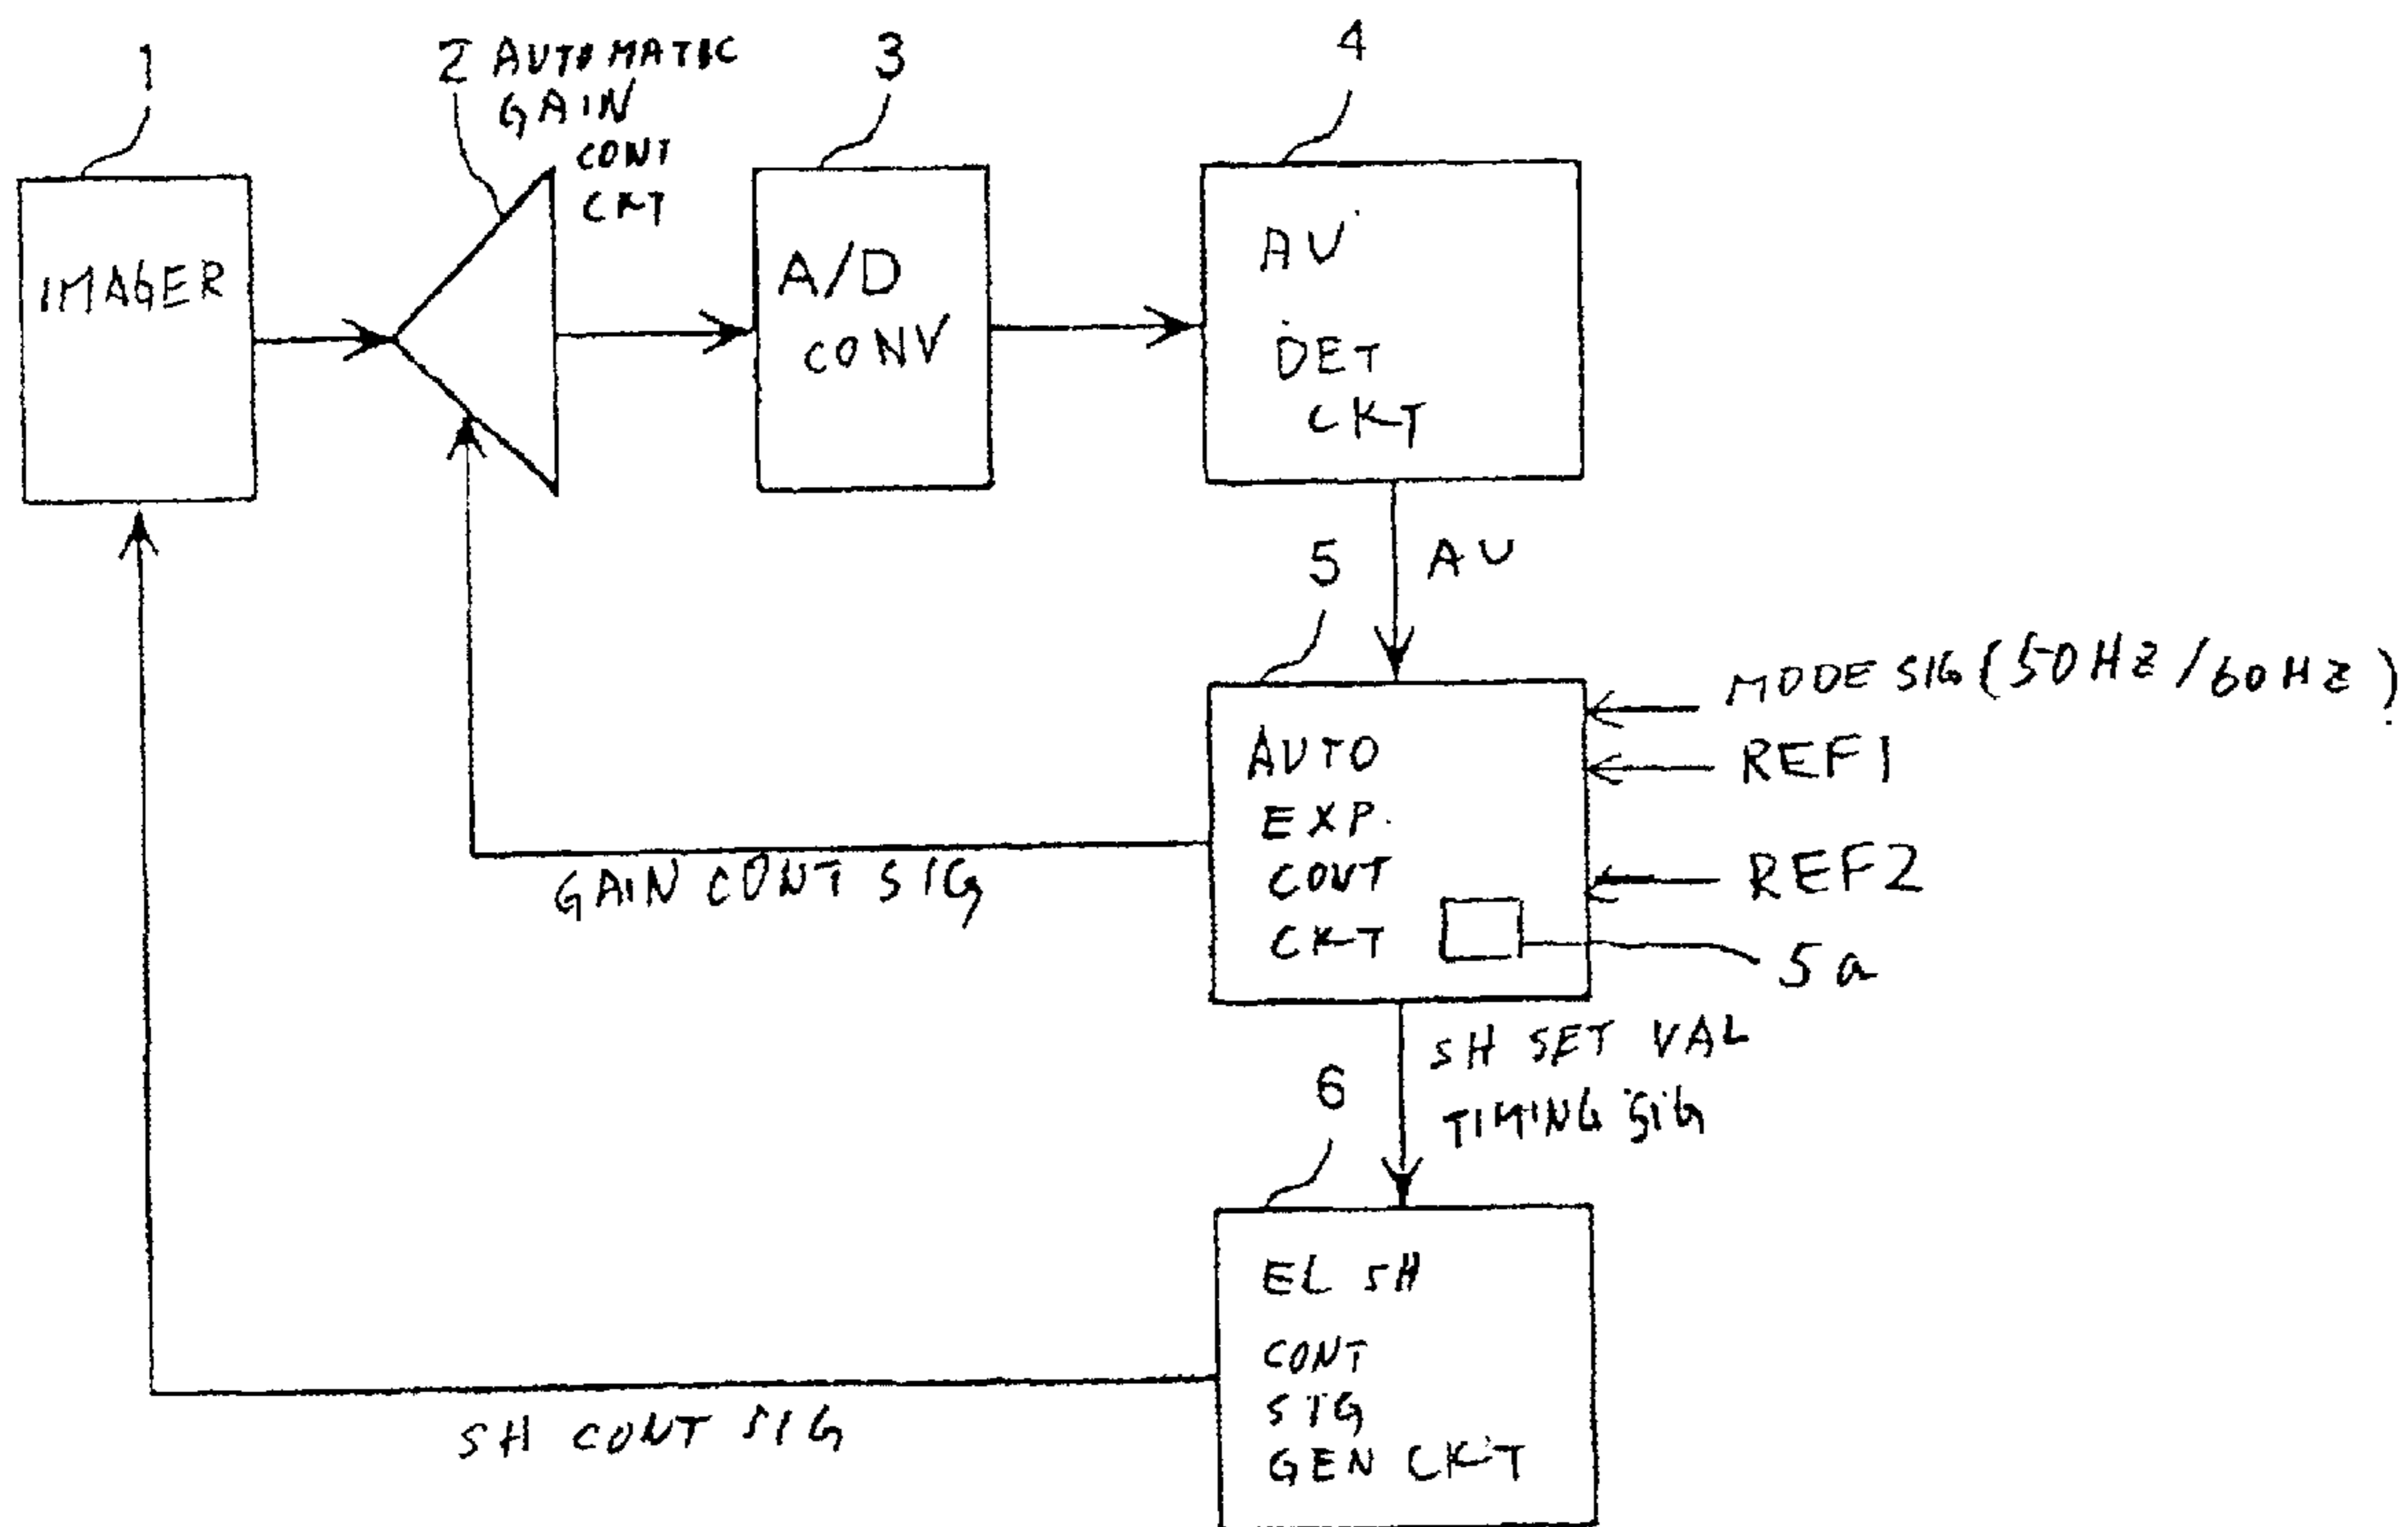 1
2 AUTOMATIC
GAIN
CONT
CKT
3
4
IMAGER
A/D
CONV
AV
DET
CKT
AV
5
MODE SIG (50HZ/60HZ)
REF1
REF2
5a
AUTO
EXP.
CONT
CKT
GAIN CONT SIG
SH SET VAL
TIMING SIG
6
EL SH
CONT
SIG
GEN CKT
SH CONT SIG